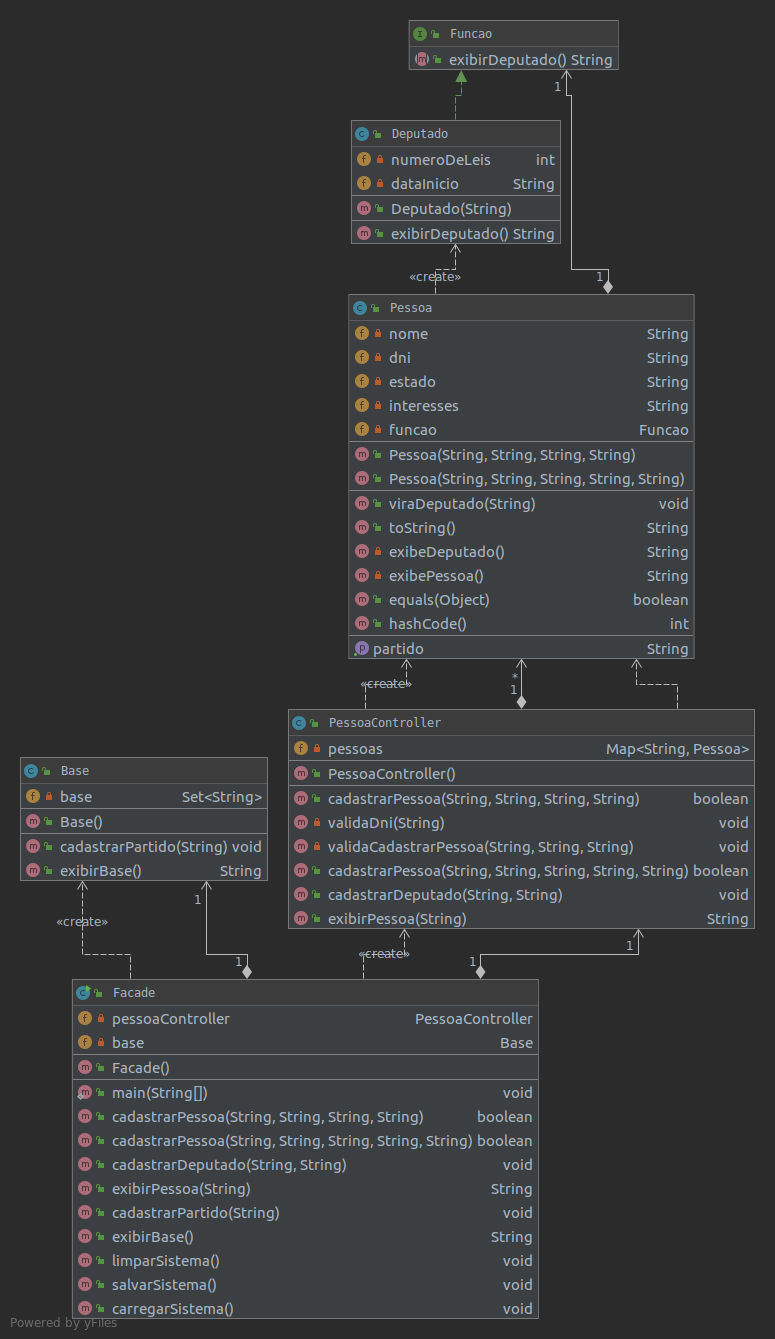 Funcao
exibirDeputado() String
1
Deputado
numeroDeLeis int
dataInicio String
Deputado(String)
exibirDeputado() String
«create»
1
Pessoa
nome String
dni String
estado String
interesses String
funcao Funcao
Pessoa(String, String, String, String)
Pessoa(String, String, String, String, String)
viraDeputado(String) void
toString() String
exibeDeputado() String
exibePessoa() String
equals(Object) boolean
hashCode() int
partido String
«create»
*
1
PessoaController
pessoas Map<String, Pessoa>
PessoaController()
cadastrarPessoa(String, String, String, String) boolean
validaDni(String) void
validaCadastrarPessoa(String, String, String) void
cadastrarPessoa(String, String, String, String, String) boolean
cadastrarDeputado(String, String) void
exibirPessoa(String) String
Base
base Set<String>
Base()
cadastrarPartido(String) void
exibirBase() String
«create»
1
1
«create»
1
1
Facade
pessoaController PessoaController
base Base
Facade()
main(String[]) void
cadastrarPessoa(String, String, String, String) boolean
cadastrarPessoa(String, String, String, String, String) boolean
cadastrarDeputado(String, String) void
exibirPessoa(String) String
cadastrarPartido(String) void
exibirBase() String
limparSistema() void
salvarSistema() void
carregarSistema() void
Powered by yFiles